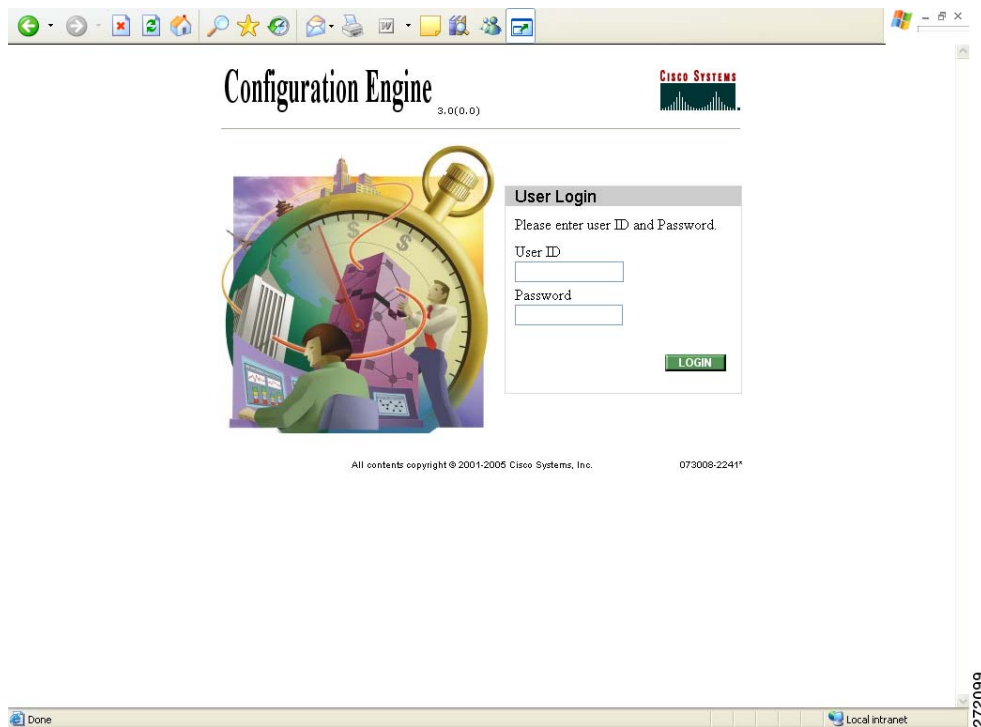 Configuration Engine
3.0(0.0)
CISCO SYSTEMS
User Login
Please enter user ID and Password.
User ID
Password
LOGIN
All contents copyright © 2001-2005 Cisco Systems, Inc.
073008-2241*
Done
Local intranet
272099